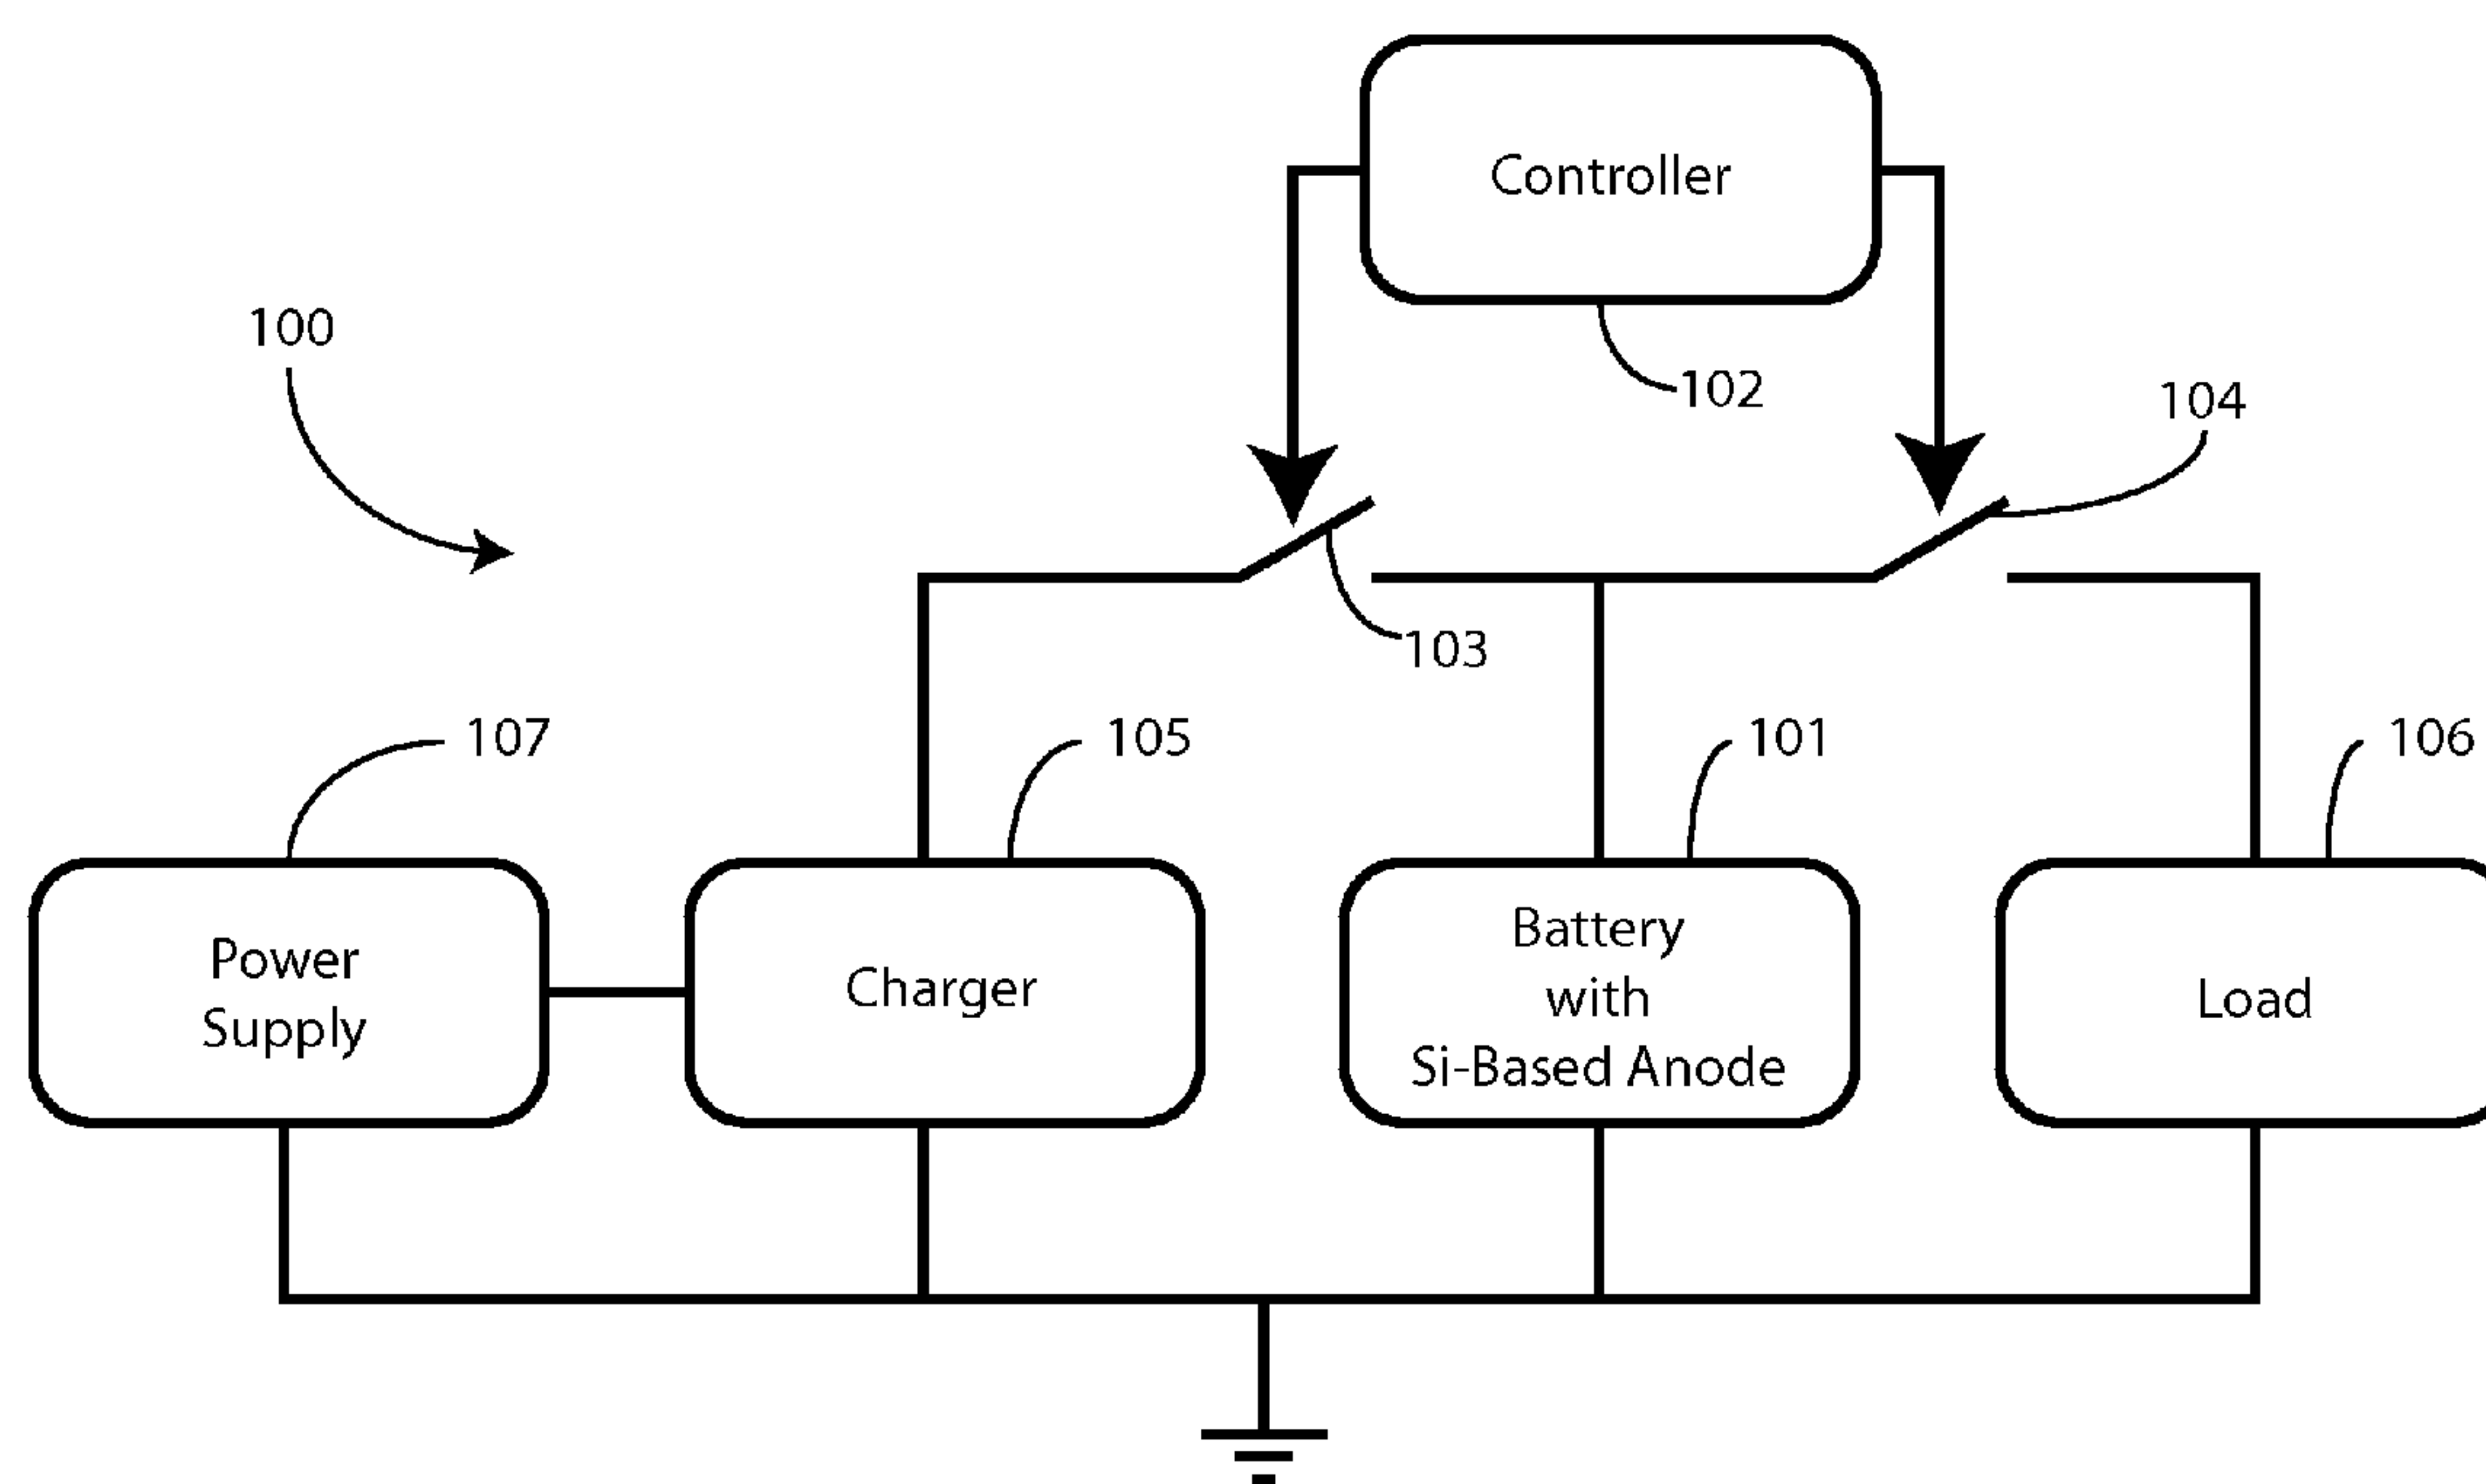 Controller
100
102
104
103
107
105
101
106
Power
Supply
Charger
Battery
with
Si-Based Anode
Load